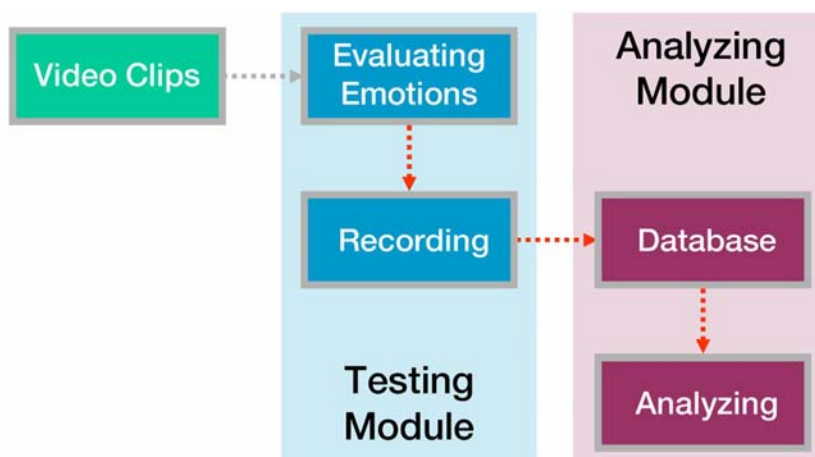 Video Clips
Evaluating
Emotions
Analyzing
Module
Recording
Database
Testing
Module
Analyzing